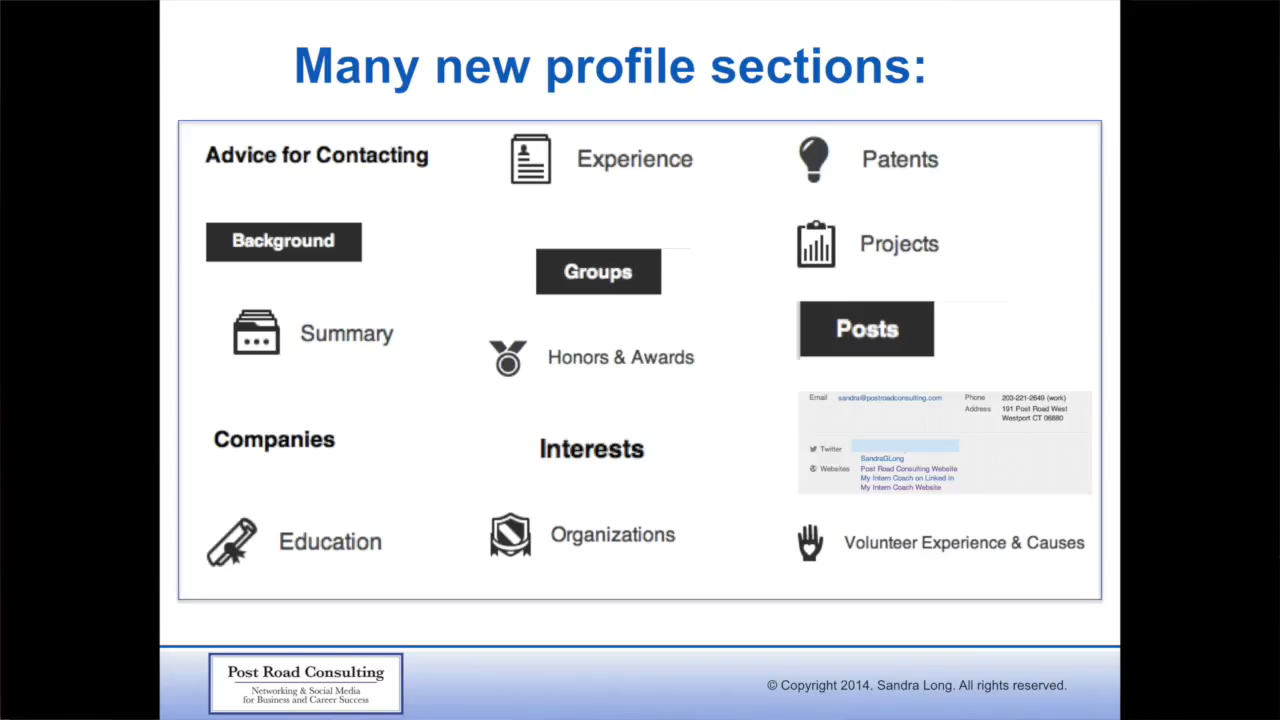 Many new profile sections:
Advice for Contacting
Background
Summary
Companies
Education
Experience
Groups
Honors & Awards
Interests
Organizations
Patents
Projects
Posts
Email sandra@postroadconsulting.com Phone 203-221-2649 (work)
Address 191 Post Road West
Westport CT 06880
Twitter
SandraGLong
Websites Post Road Consulting Website
My Intern Coach on Linked in
My Intern Coach Website
Volunteer Experience & Causes
Post Road Consulting
Networking & Social Media
for Business and Career Success
© Copyright 2014. Sandra Long. All rights reserved.